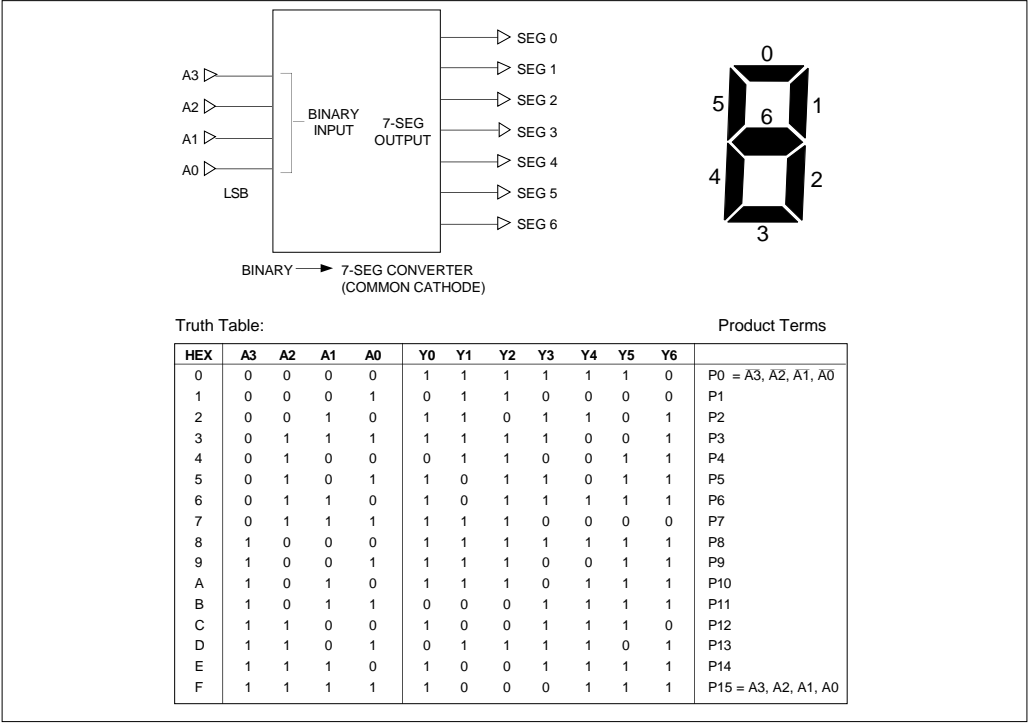 SEG 0
SEG 1
SEG 2
SEG 3
SEG 4
SEG 5
SEG 6
A3
A2
A1
A0
LSB
BINARY
INPUT
7-SEG
OUTPUT
BINARY 7-SEG CONVERTER
(COMMON CATHODE)
0
5 1
6
4 2
3
Truth Table: Product Terms
HEX A3 A2 A1 A0 Y0 Y1 Y2 Y3 Y4 Y5 Y6
0 0 0 0 0 1 1 1 1 1 1 0 P0 = A̅3̅, A̅2̅, A̅1̅, A̅0̅
1 0 0 0 1 0 1 1 0 0 0 0 P1
2 0 0 1 0 1 1 0 1 1 0 1 P2
3 0 1 1 1 1 1 1 1 0 0 1 P3
4 0 1 0 0 0 1 1 0 0 1 1 P4
5 0 1 0 1 1 0 1 1 0 1 1 P5
6 0 1 1 0 1 0 1 1 1 1 1 P6
7 0 1 1 1 1 1 1 0 0 0 0 P7
8 1 0 0 0 1 1 1 1 1 1 1 P8
9 1 0 0 1 1 1 1 0 0 1 1 P9
A 1 0 1 0 1 1 1 0 1 1 1 P10
B 1 0 1 1 0 0 0 1 1 1 1 P11
C 1 1 0 0 1 0 0 1 1 1 0 P12
D 1 1 0 1 0 1 1 1 1 0 1 P13
E 1 1 1 0 1 0 0 1 1 1 1 P14
F 1 1 1 1 1 0 0 0 1 1 1 P15 = A3, A2, A1, A0